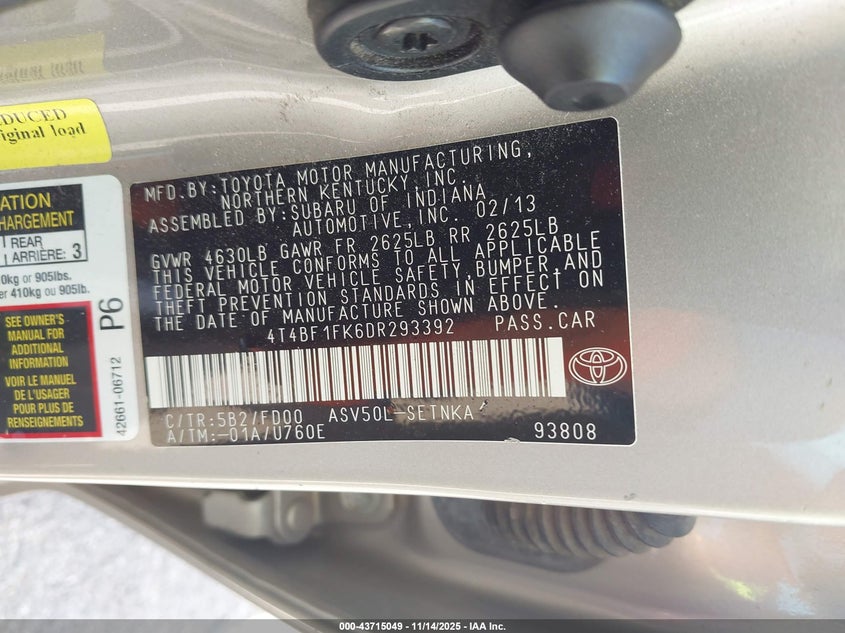 DUCED
iginal load
ATION
CHARGEMENT
REAR
ARRIÈRE: 3
0kg or 905lbs.
er 410kg ou 905lb.
SEE OWNER'S
MANUAL FOR
ADDITIONAL
INFORMATION
VOIR LE MANUEL
DE L'USAGER
POUR PLUS DE
RENSEIGNEMENTS
P6
42661-06712
MFD.BY:TOYOTA MOTOR MANUFACTURING,
NORTHERN KENTUCKY, INC.
ASSEMBLED BY:SUBARU OF INDIANA
AUTOMOTIVE, INC. 02/13
GVWR 4630LB GAWR FR 2625LB RR 2625LB
THIS VEHICLE CONFORMS TO ALL APPLICABLE
FEDERAL MOTOR VEHICLE SAFETY, BUMPER, AND
THEFT PREVENTION STANDARDS IN EFFECT ON
THE DATE OF MANUFACTURE SHOWN ABOVE.
4T4BF1FK6DR293392 PASS.CAR
C/TR:5B2/FD00 ASV50L-SETNKA
A/TM:-01A/U760E 93808
000-43715049 - 11/14/2025 - IAA Inc.